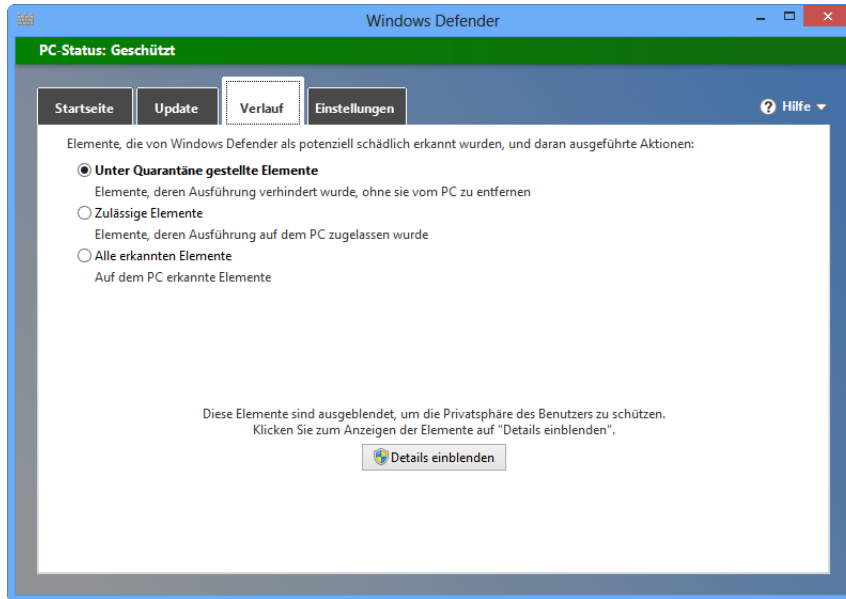 Windows Defender
PC-Status: Geschützt
Startseite Update Verlauf Einstellungen Hilfe
Elemente, die von Windows Defender als potenziell schädlich erkannt wurden, und daran ausgeführte Aktionen:
Unter Quarantäne gestellte Elemente
Elemente, deren Ausführung verhindert wurde, ohne sie vom PC zu entfernen
Zulässige Elemente
Elemente, deren Ausführung auf dem PC zugelassen wurde
Alle erkannten Elemente
Auf dem PC erkannte Elemente
Diese Elemente sind ausgeblendet, um die Privatsphäre des Benutzers zu schützen.
Klicken Sie zum Anzeigen der Elemente auf "Details einblenden".
Details einblenden